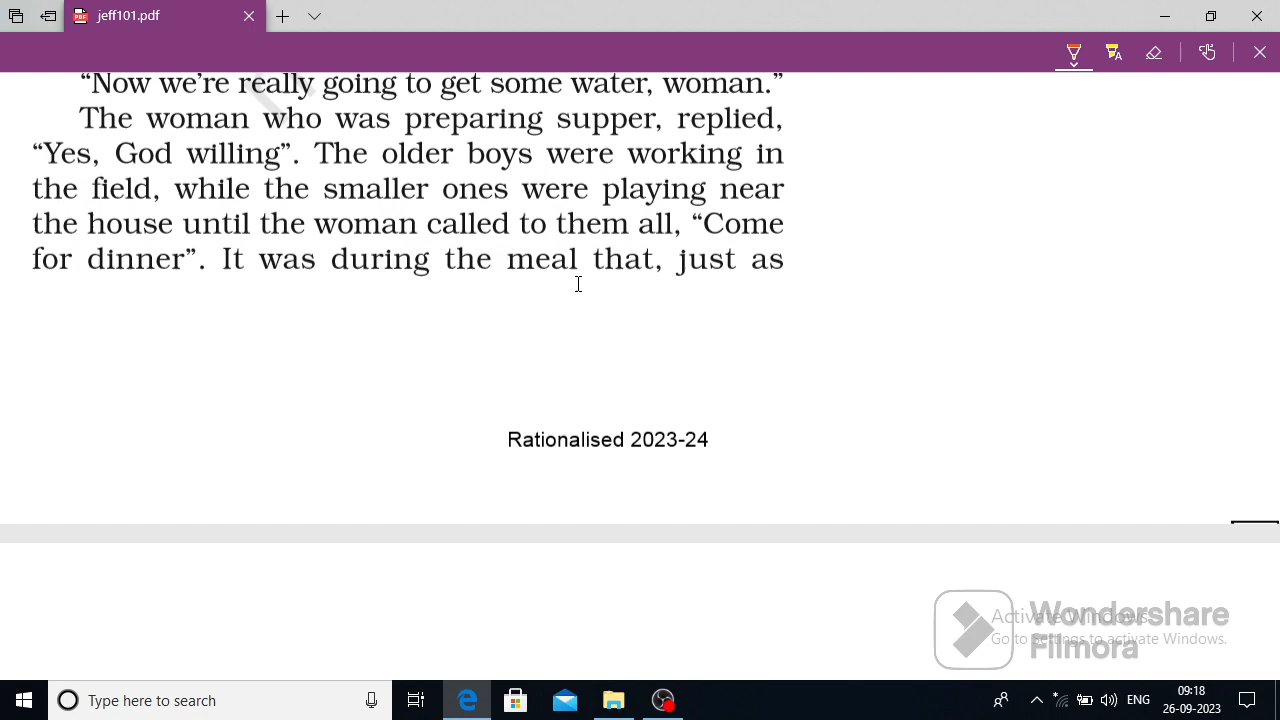 jeff101.pdf
“Now we’re really going to get some water, woman.”
The woman who was preparing supper, replied,
“Yes, God willing”. The older boys were working in
the field, while the smaller ones were playing near
the house until the woman called to them all, “Come
for dinner”. It was during the meal that, just as
Rationalised 2023-24
Wondershare
Filmora
Activate Windows
Go to Settings to activate Windows.
Type here to search
ENG
09:18
26-09-2023